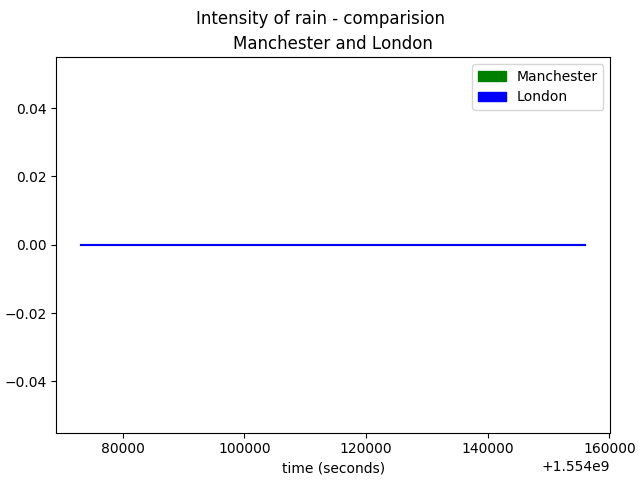 Intensity of rain - comparision
Manchester and London
Manchester
London
0.04
0.02
0.00
−0.02
−0.04
80000 100000 120000 140000 160000
time (seconds)
+1.554e9